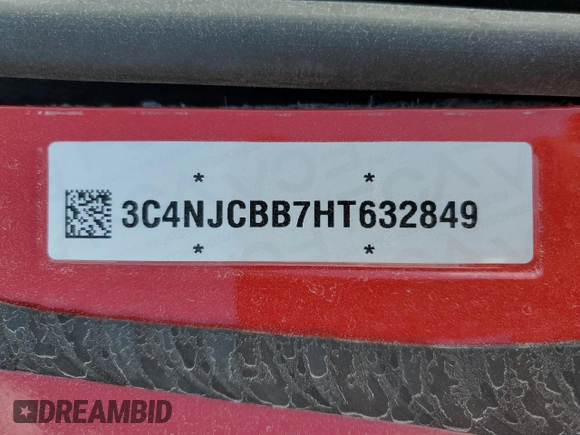 * *
3C4NJCBB7HT632849
* *
DREAMBID